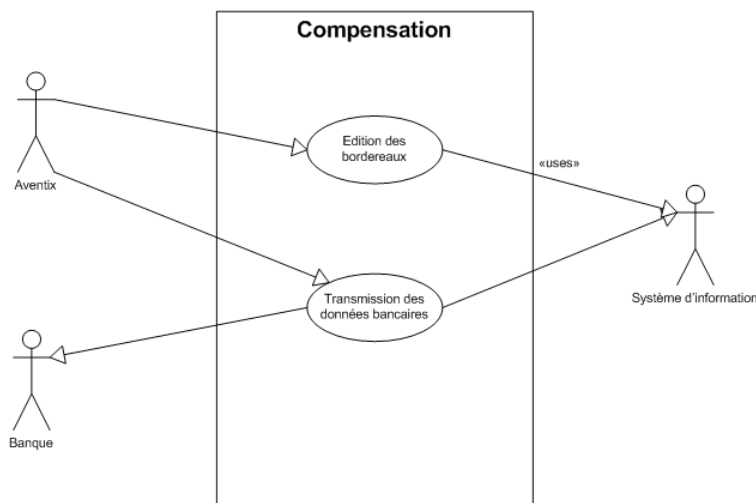 Compensation
Aventix
Edition des
bordereaux
«uses»
Système d'information
Transmission des
données bancaires
Banque